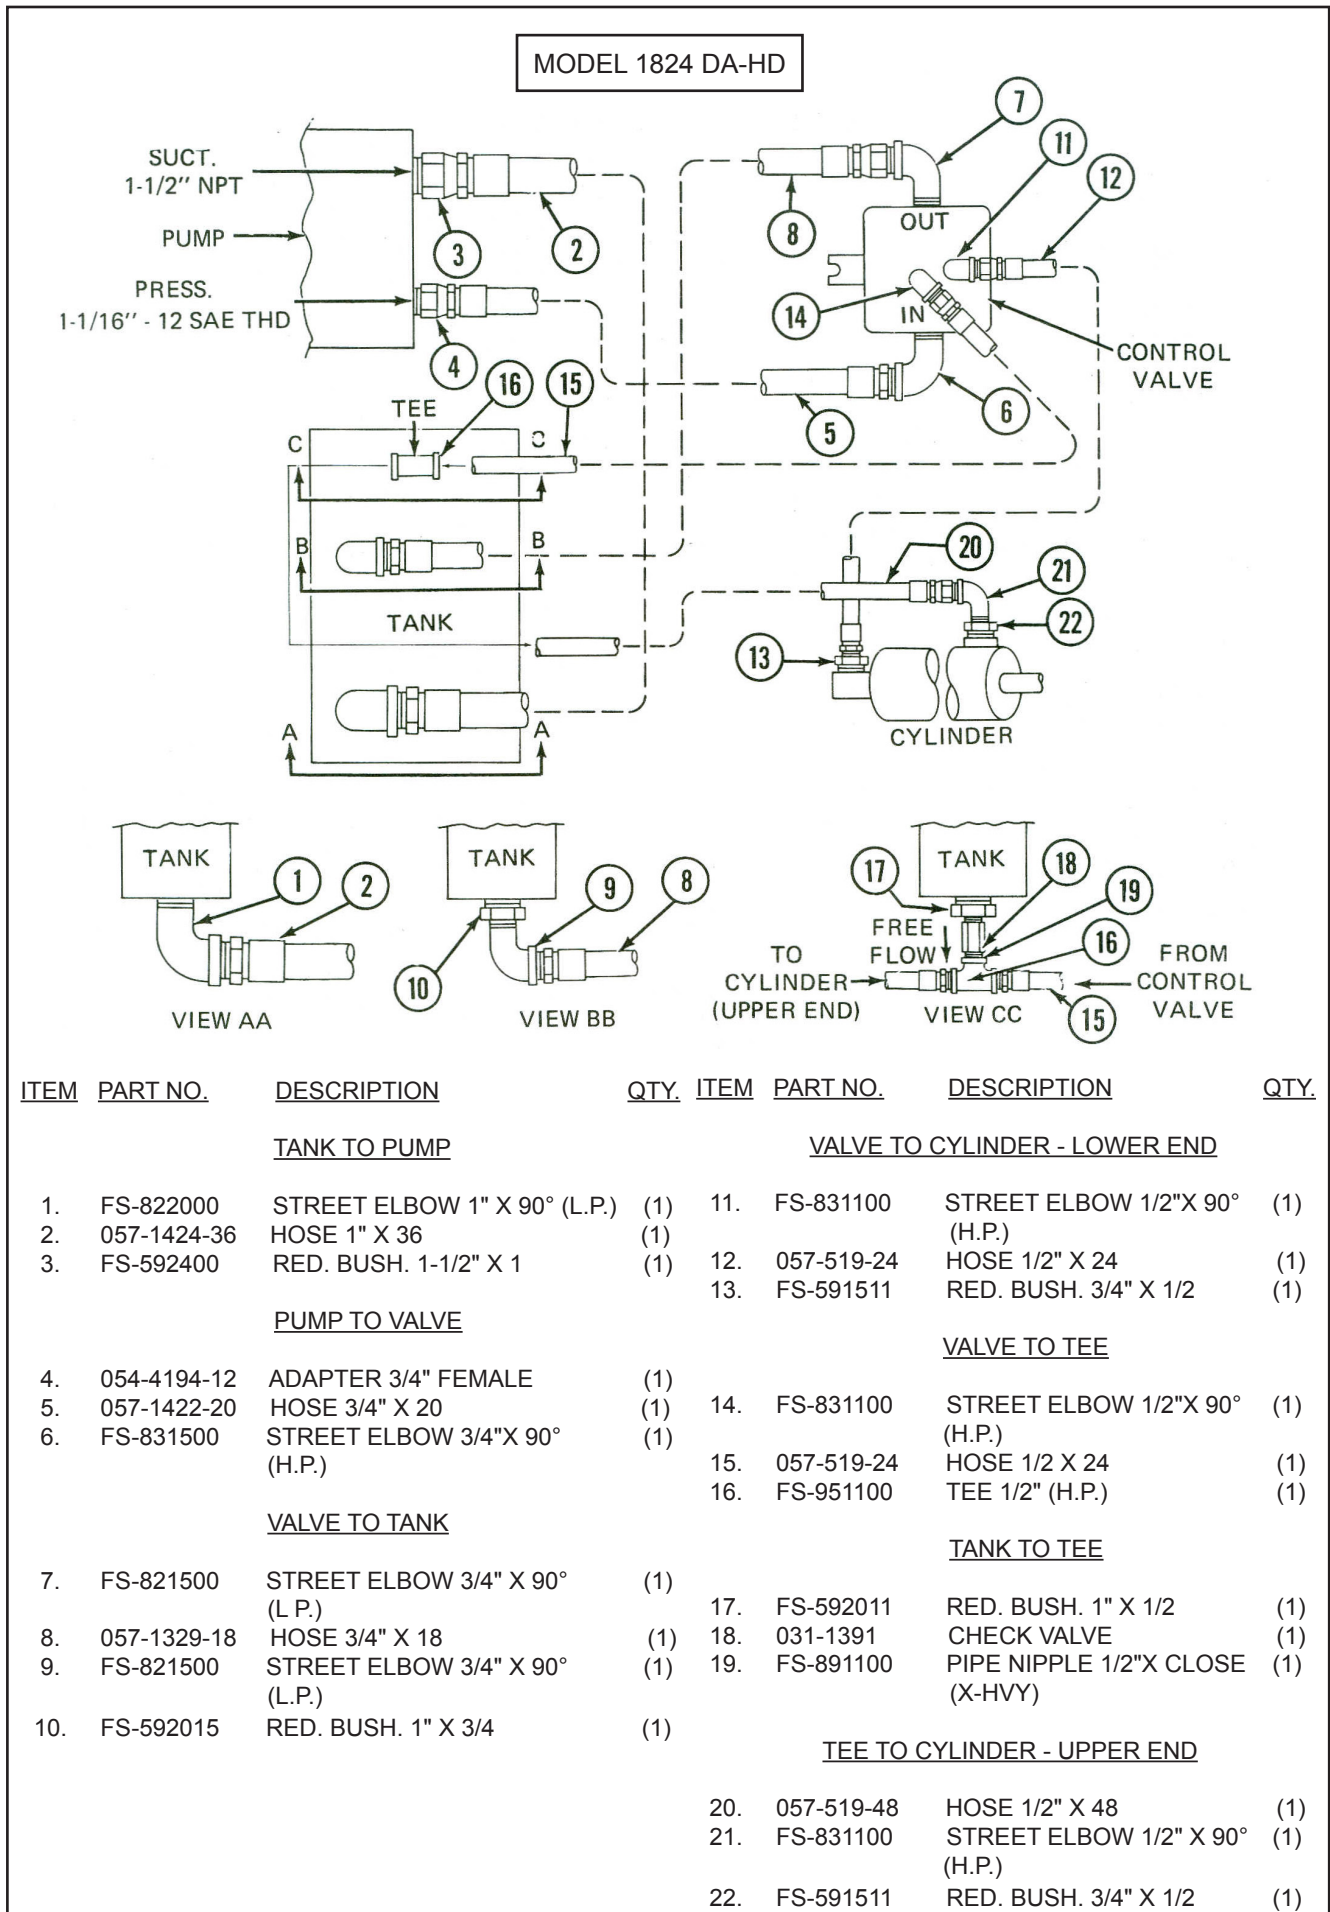 MODEL 1824 DA-HD
SUCT.
1-1/2" NPT
PUMP
PRESS.
1-1/16" - 12 SAE THD
3
2
4
7
11
12
8
OUT
14
IN
CONTROL
VALVE
5
6
16
15
TEE
C
C
B
B
TANK
A
A
20
21
22
13
CYLINDER
TANK
1
2
VIEW AA
TANK
9
8
10
VIEW BB
TANK
17
18
19
FREE
FLOW
16
TO
CYLINDER
(UPPER END)
FROM
CONTROL
VALVE
VIEW CC
15
ITEM PART NO. DESCRIPTION QTY.
TANK TO PUMP
1. FS-822000 STREET ELBOW 1" X 90° (L.P.) (1)
2. 057-1424-36 HOSE 1" X 36 (1)
3. FS-592400 RED. BUSH. 1-1/2" X 1 (1)
PUMP TO VALVE
4. 054-4194-12 ADAPTER 3/4" FEMALE (1)
5. 057-1422-20 HOSE 3/4" X 20 (1)
6. FS-831500 STREET ELBOW 3/4"X 90° (1)
(H.P.)
VALVE TO TANK
7. FS-821500 STREET ELBOW 3/4" X 90° (1)
(L P.)
8. 057-1329-18 HOSE 3/4" X 18 (1)
9. FS-821500 STREET ELBOW 3/4" X 90° (1)
(L.P.)
10. FS-592015 RED. BUSH. 1" X 3/4 (1)
ITEM PART NO. DESCRIPTION QTY.
VALVE TO CYLINDER - LOWER END
11. FS-831100 STREET ELBOW 1/2"X 90° (1)
(H.P.)
12. 057-519-24 HOSE 1/2" X 24 (1)
13. FS-591511 RED. BUSH. 3/4" X 1/2 (1)
VALVE TO TEE
14. FS-831100 STREET ELBOW 1/2"X 90° (1)
(H.P.)
15. 057-519-24 HOSE 1/2 X 24 (1)
16. FS-951100 TEE 1/2" (H.P.) (1)
TANK TO TEE
17. FS-592011 RED. BUSH. 1" X 1/2 (1)
18. 031-1391 CHECK VALVE (1)
19. FS-891100 PIPE NIPPLE 1/2"X CLOSE (1)
(X-HVY)
TEE TO CYLINDER - UPPER END
20. 057-519-48 HOSE 1/2" X 48 (1)
21. FS-831100 STREET ELBOW 1/2" X 90° (1)
(H.P.)
22. FS-591511 RED. BUSH. 3/4" X 1/2 (1)